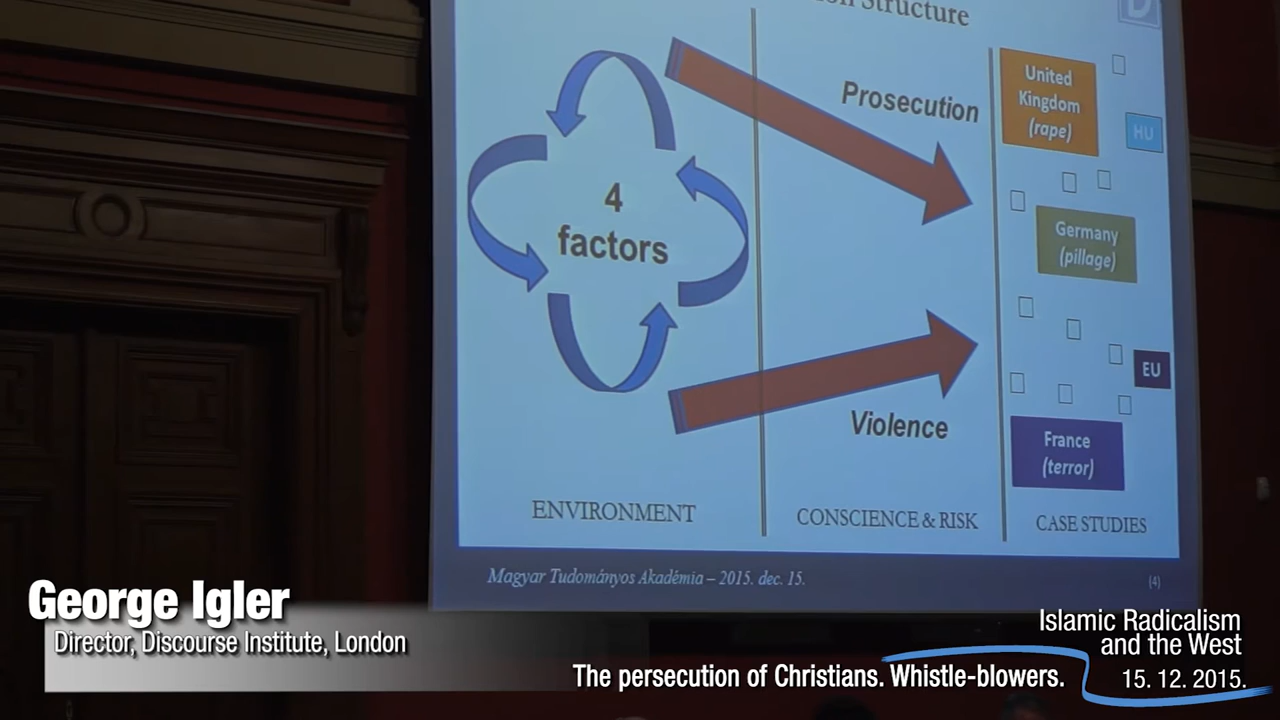 Structure
D
4
factors
Prosecution
Violence
United
Kingdom
(rape)
HU
Germany
(pillage)
EU
France
(terror)
ENVIRONMENT
CONSCIENCE & RISK
CASE STUDIES
Magyar Tudományos Akadémia – 2015. dec. 15.
(4)
George Igler
Director, Discourse Institute, London
Islamic Radicalism
and the West
The persecution of Christians. Whistle-blowers.
15. 12. 2015.